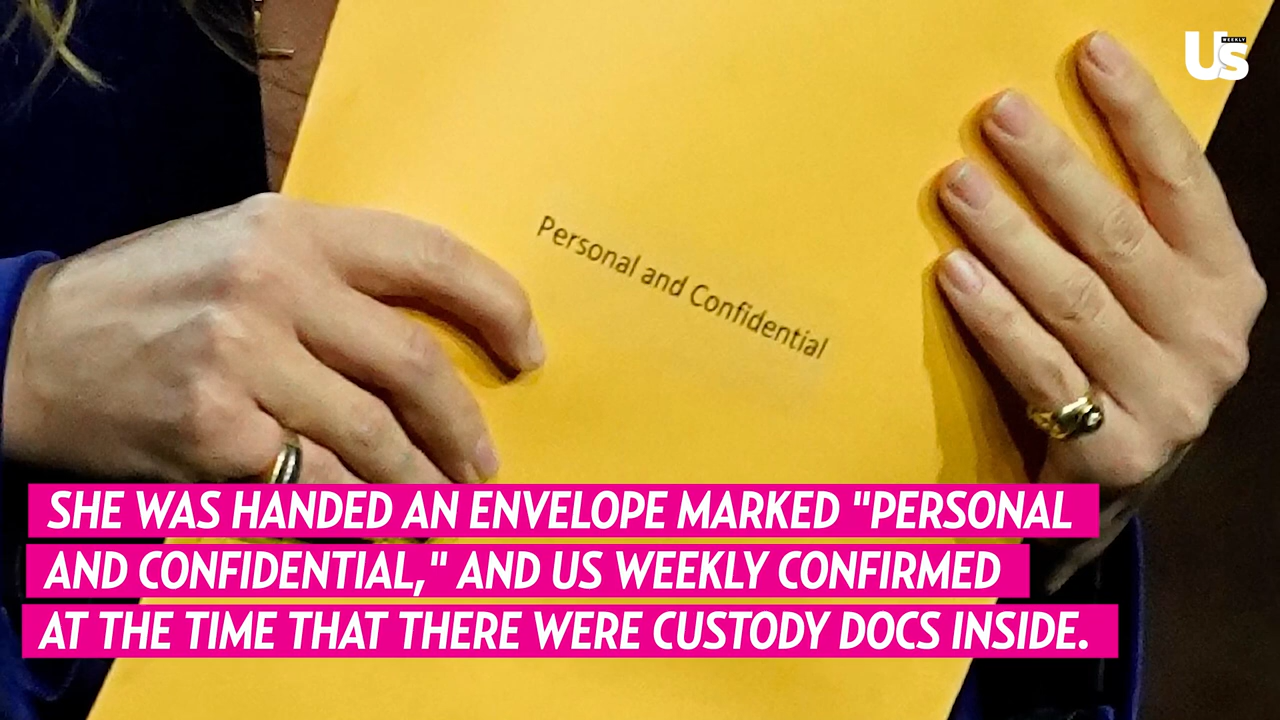 Us
WEEKLY
Personal and Confidential
SHE WAS HANDED AN ENVELOPE MARKED "PERSONAL
AND CONFIDENTIAL," AND US WEEKLY CONFIRMED
AT THE TIME THAT THERE WERE CUSTODY DOCS INSIDE.